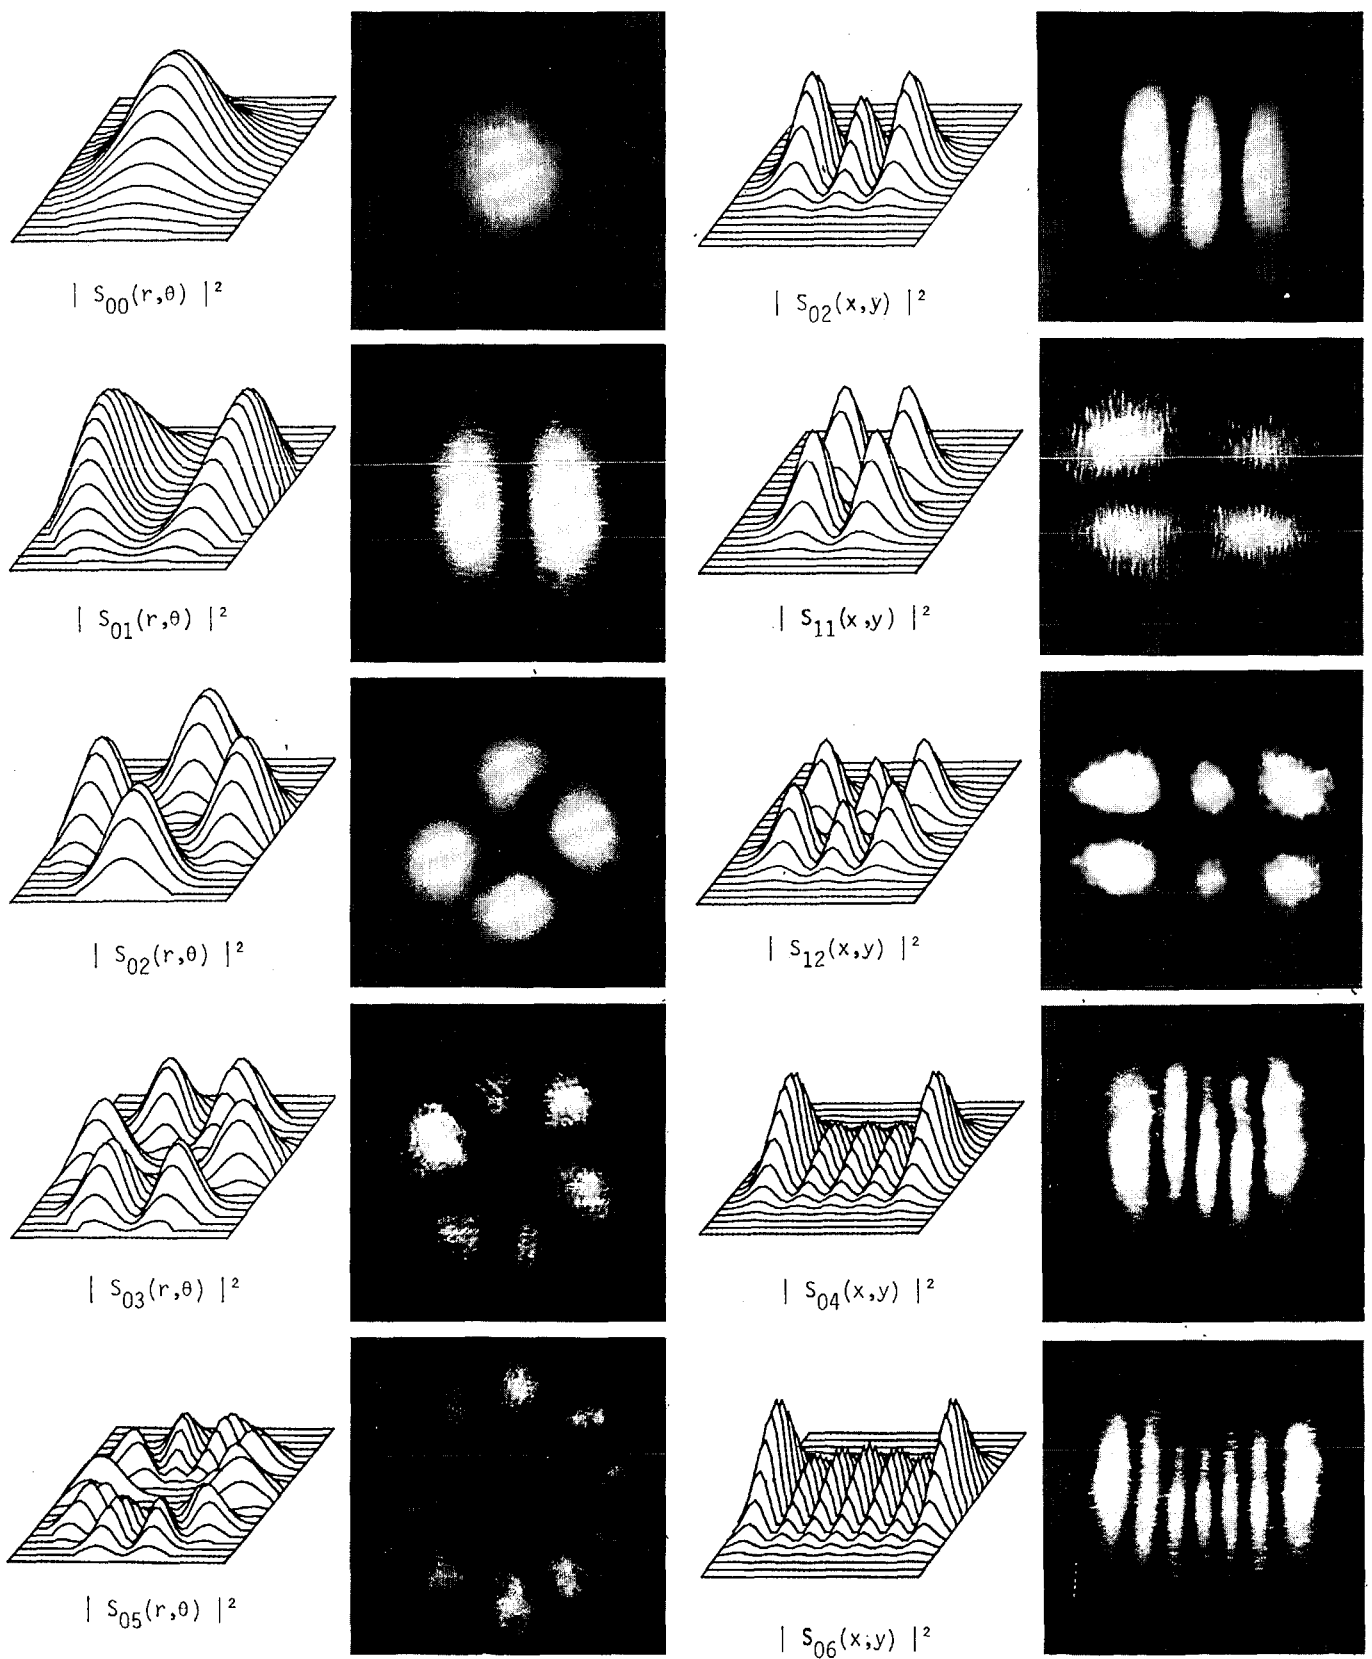 | S00(r,θ) |²
| S02(x,y) |²
| S01(r,θ) |²
| S11(x,y) |²
| S02(r,θ) |²
| S12(x,y) |²
| S03(r,θ) |²
| S04(x,y) |²
| S05(r,θ) |²
| S06(x,y) |²